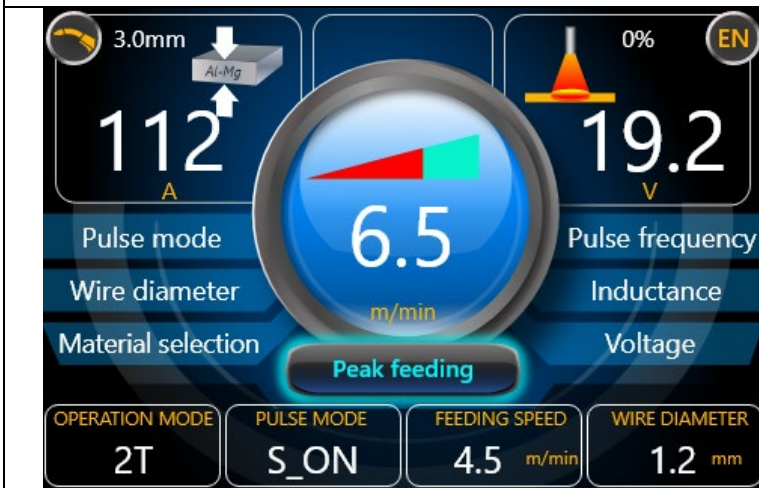 3.0mm
Al-Mg
0%
EN
112
A
6.5
m/min
19.2
V
Pulse mode
Wire diameter
Material selection
Pulse frequency
Inductance
Voltage
Peak feeding
OPERATION MODE
2T
PULSE MODE
S_ON
FEEDING SPEED
4.5 m/min
WIRE DIAMETER
1.2 mm